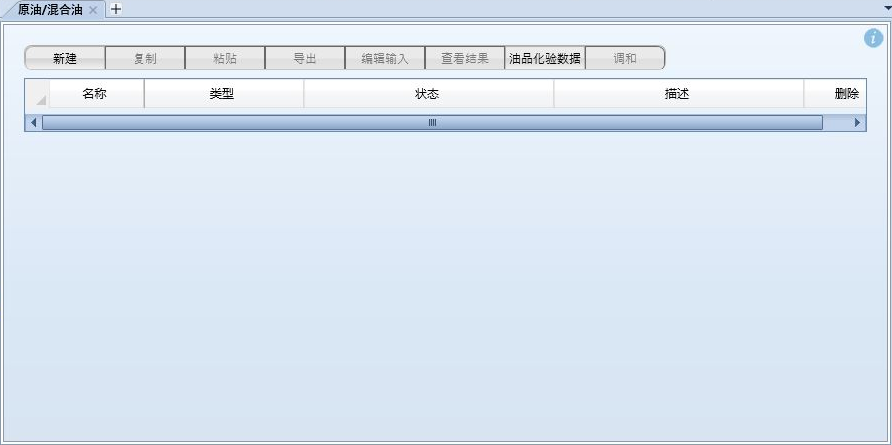 原油/混合油
新建 复制 粘贴 导出 编辑输入 查看结果 油品化验数据 调和
名称 类型 状态 描述 删除